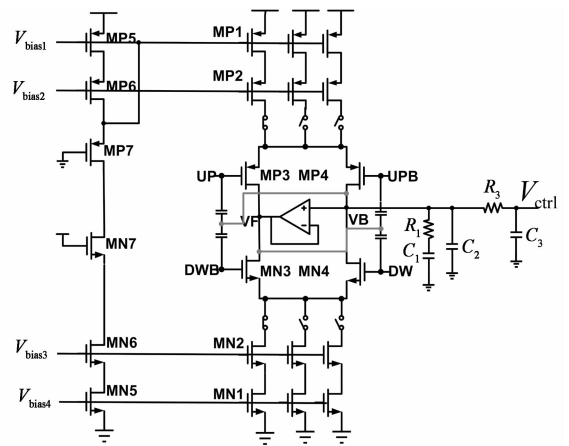 Vbias1
MP5
MP1
Vbias2
MP6
MP2
MP7
UP
MP3 MP4
UPB
VF
+
-
VB
R3
Vctrl
R1
C1
C2
C3
MN7
DWB
MN3 MN4
DW
Vbias3
MN6
MN2
Vbias4
MN5
MN1